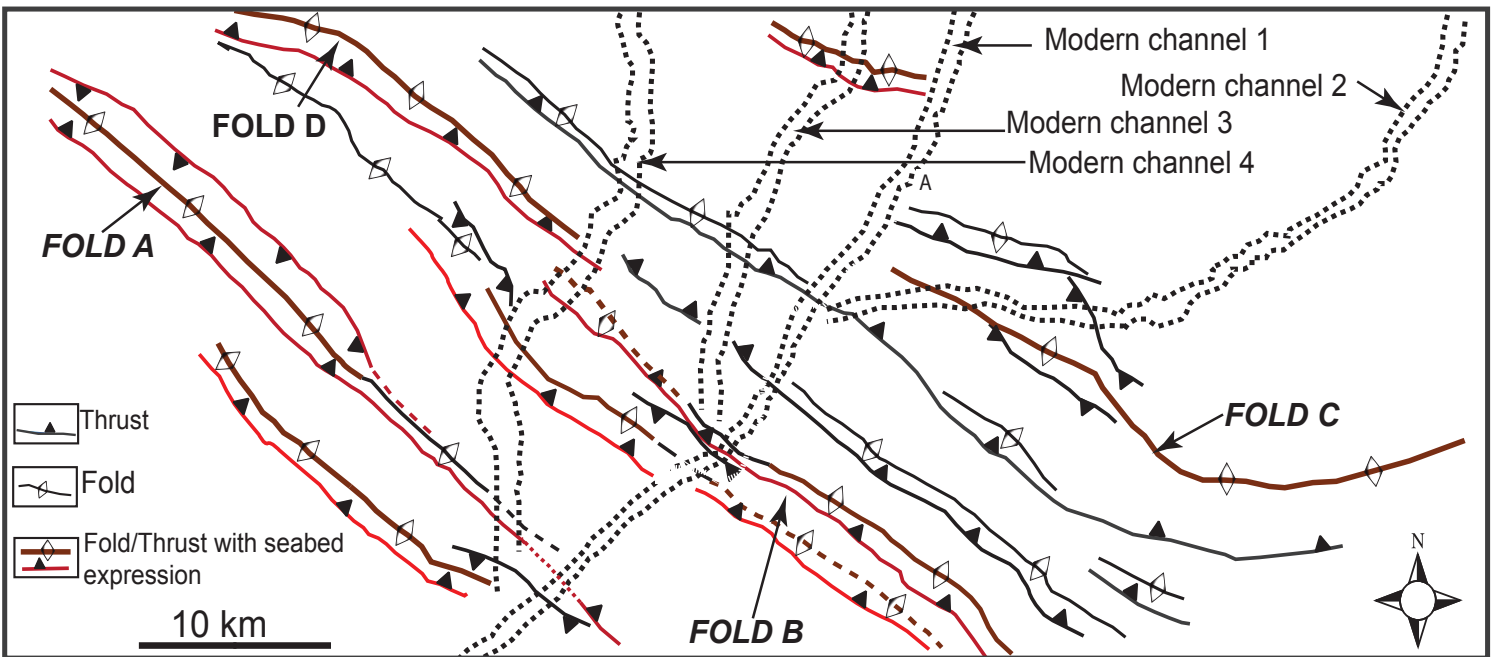 Modern channel 1
Modern channel 2
FOLD D
Modern channel 3
Modern channel 4
A
FOLD A
FOLD C
Thrust
Fold
Fold/Thrust with seabed
expression
N
10 km
FOLD B